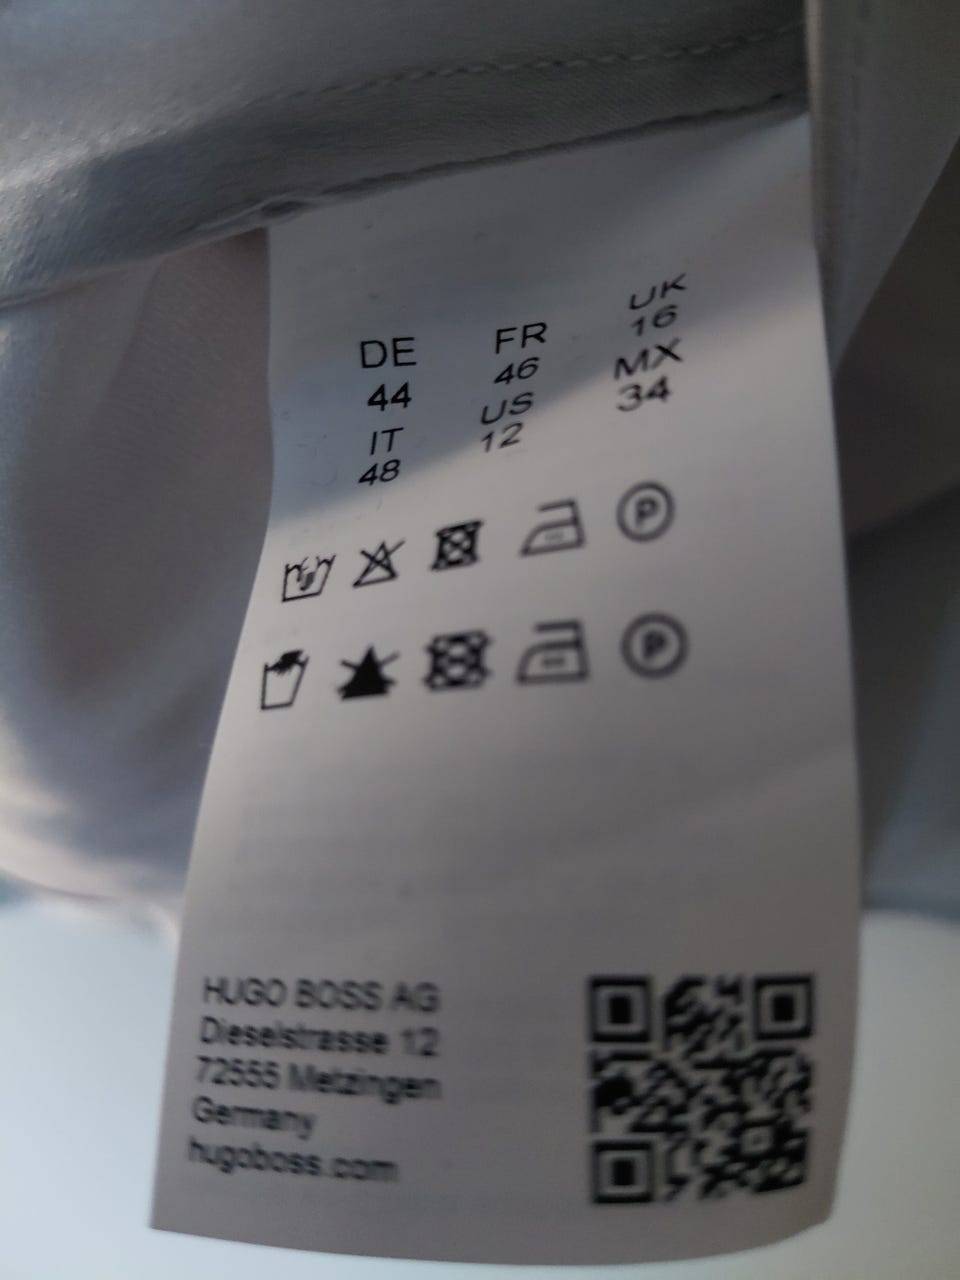 DE FR UK
44 46 16
IT US MX
48 12 34
P
P
HUGO BOSS AG
Dieselstrasse 12
72555 Metzingen
Germany
hugoboss.com